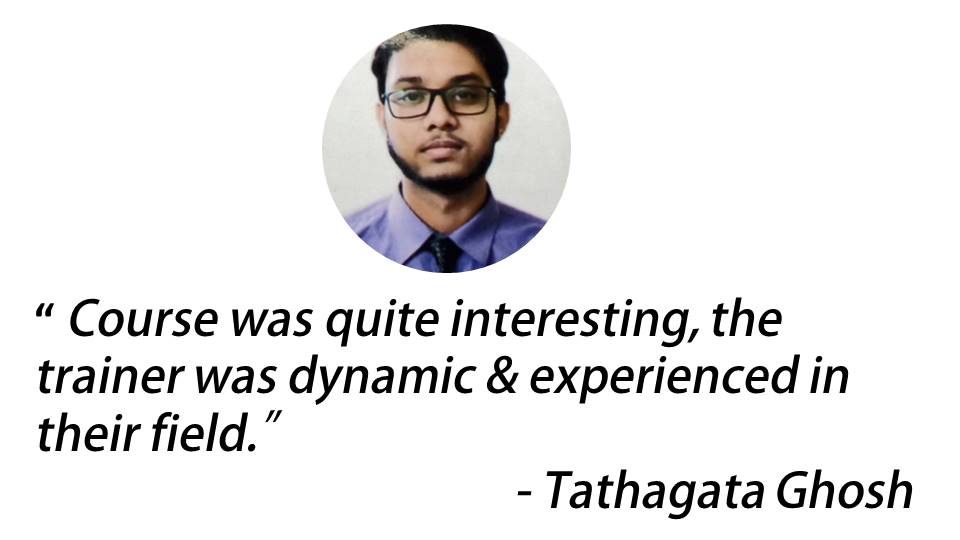 “ Course was quite interesting, the
trainer was dynamic & experienced in
their field.”
- Tathagata Ghosh